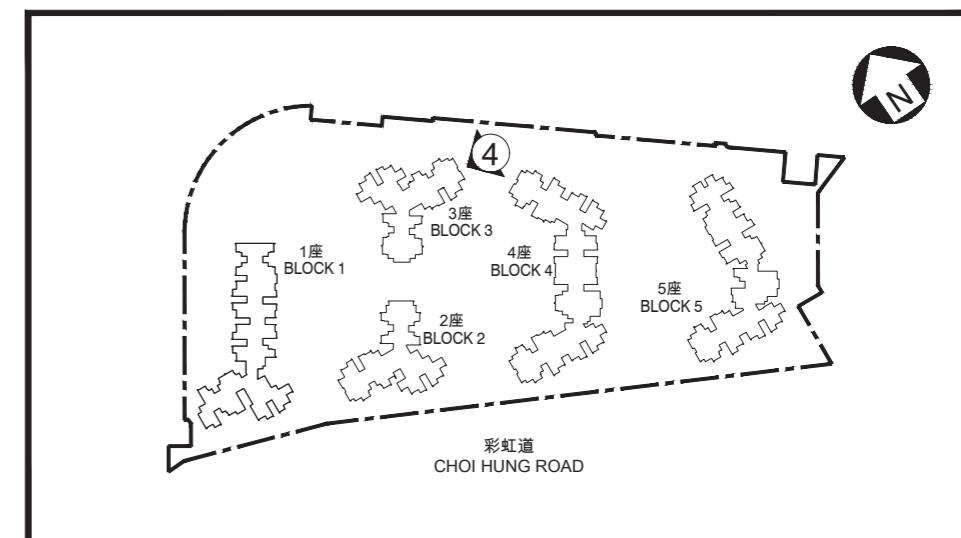 N
4
3座
BLOCK 3
1座
BLOCK 1
4座
BLOCK 4
5座
BLOCK 5
2座
BLOCK 2
彩虹道
CHOI HUNG ROAD